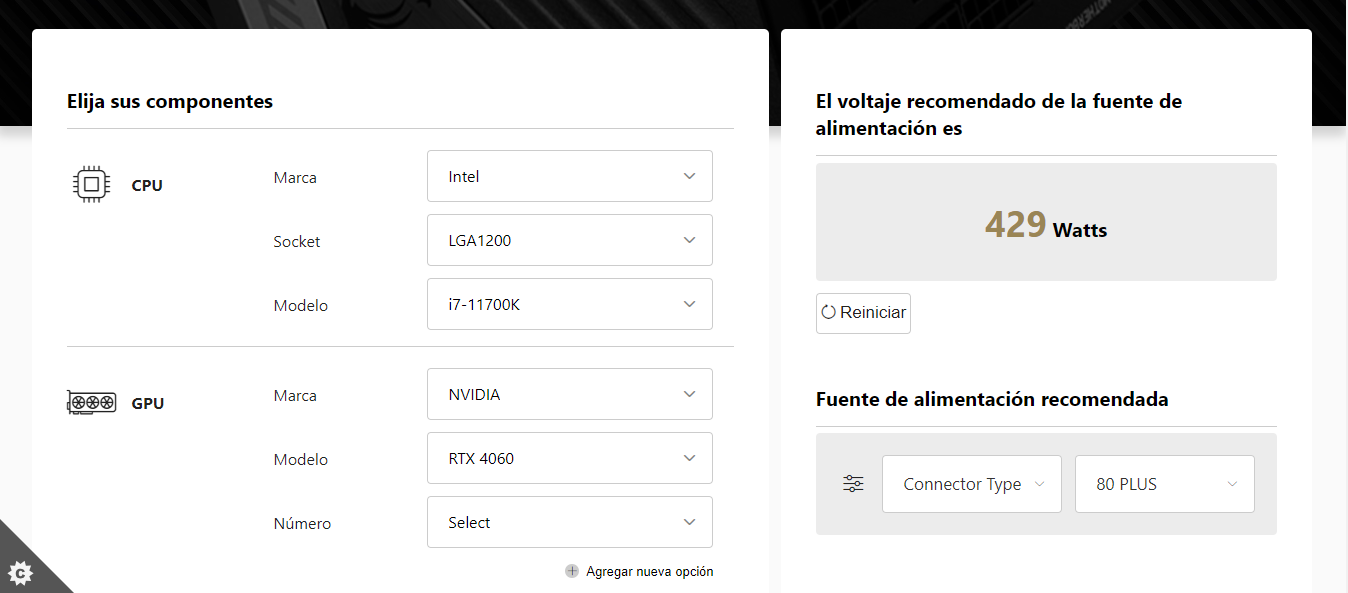 Elija sus componentes
CPU
Marca
Intel
Socket
LGA1200
Modelo
i7-11700K
GPU
Marca
NVIDIA
Modelo
RTX 4060
Número
Select
Agregar nueva opción
El voltaje recomendado de la fuente de
alimentación es
429 Watts
Reiniciar
Fuente de alimentación recomendada
Connector Type
80 PLUS
C